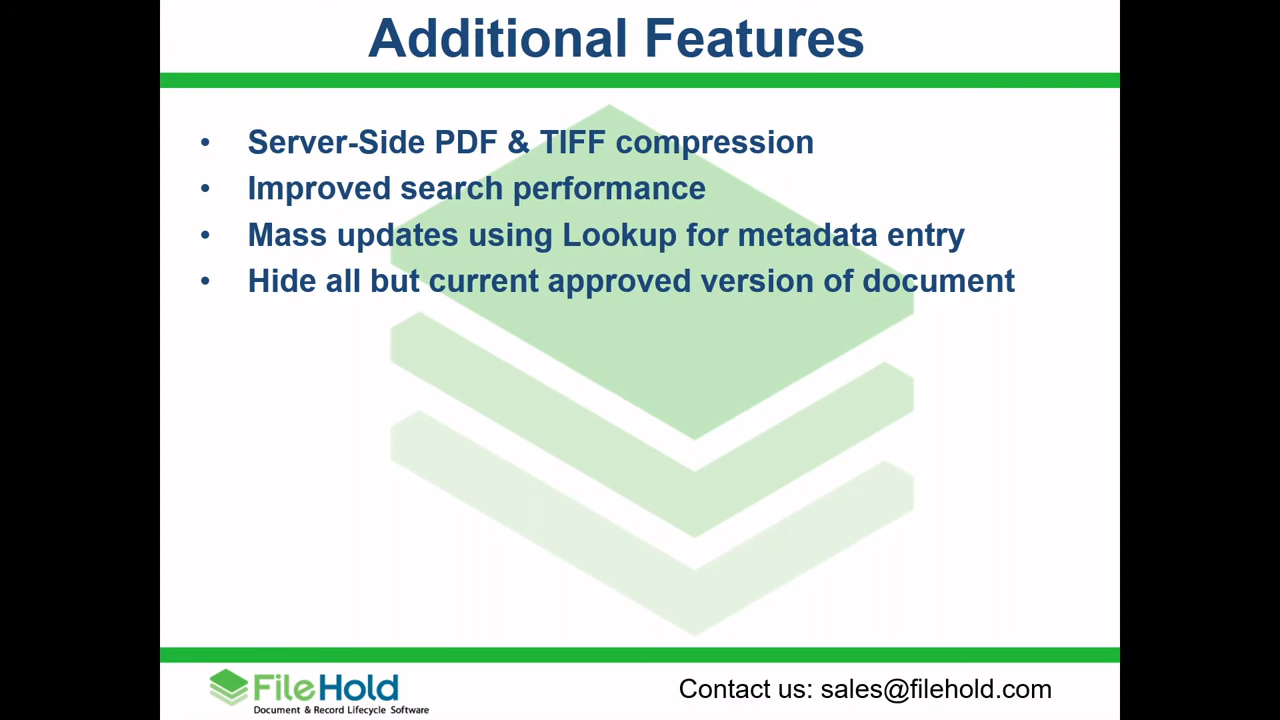 Additional Features
• Server-Side PDF & TIFF compression
• Improved search performance
• Mass updates using Lookup for metadata entry
• Hide all but current approved version of document
FileHold
Document & Record Lifecycle Software
Contact us: sales@filehold.com